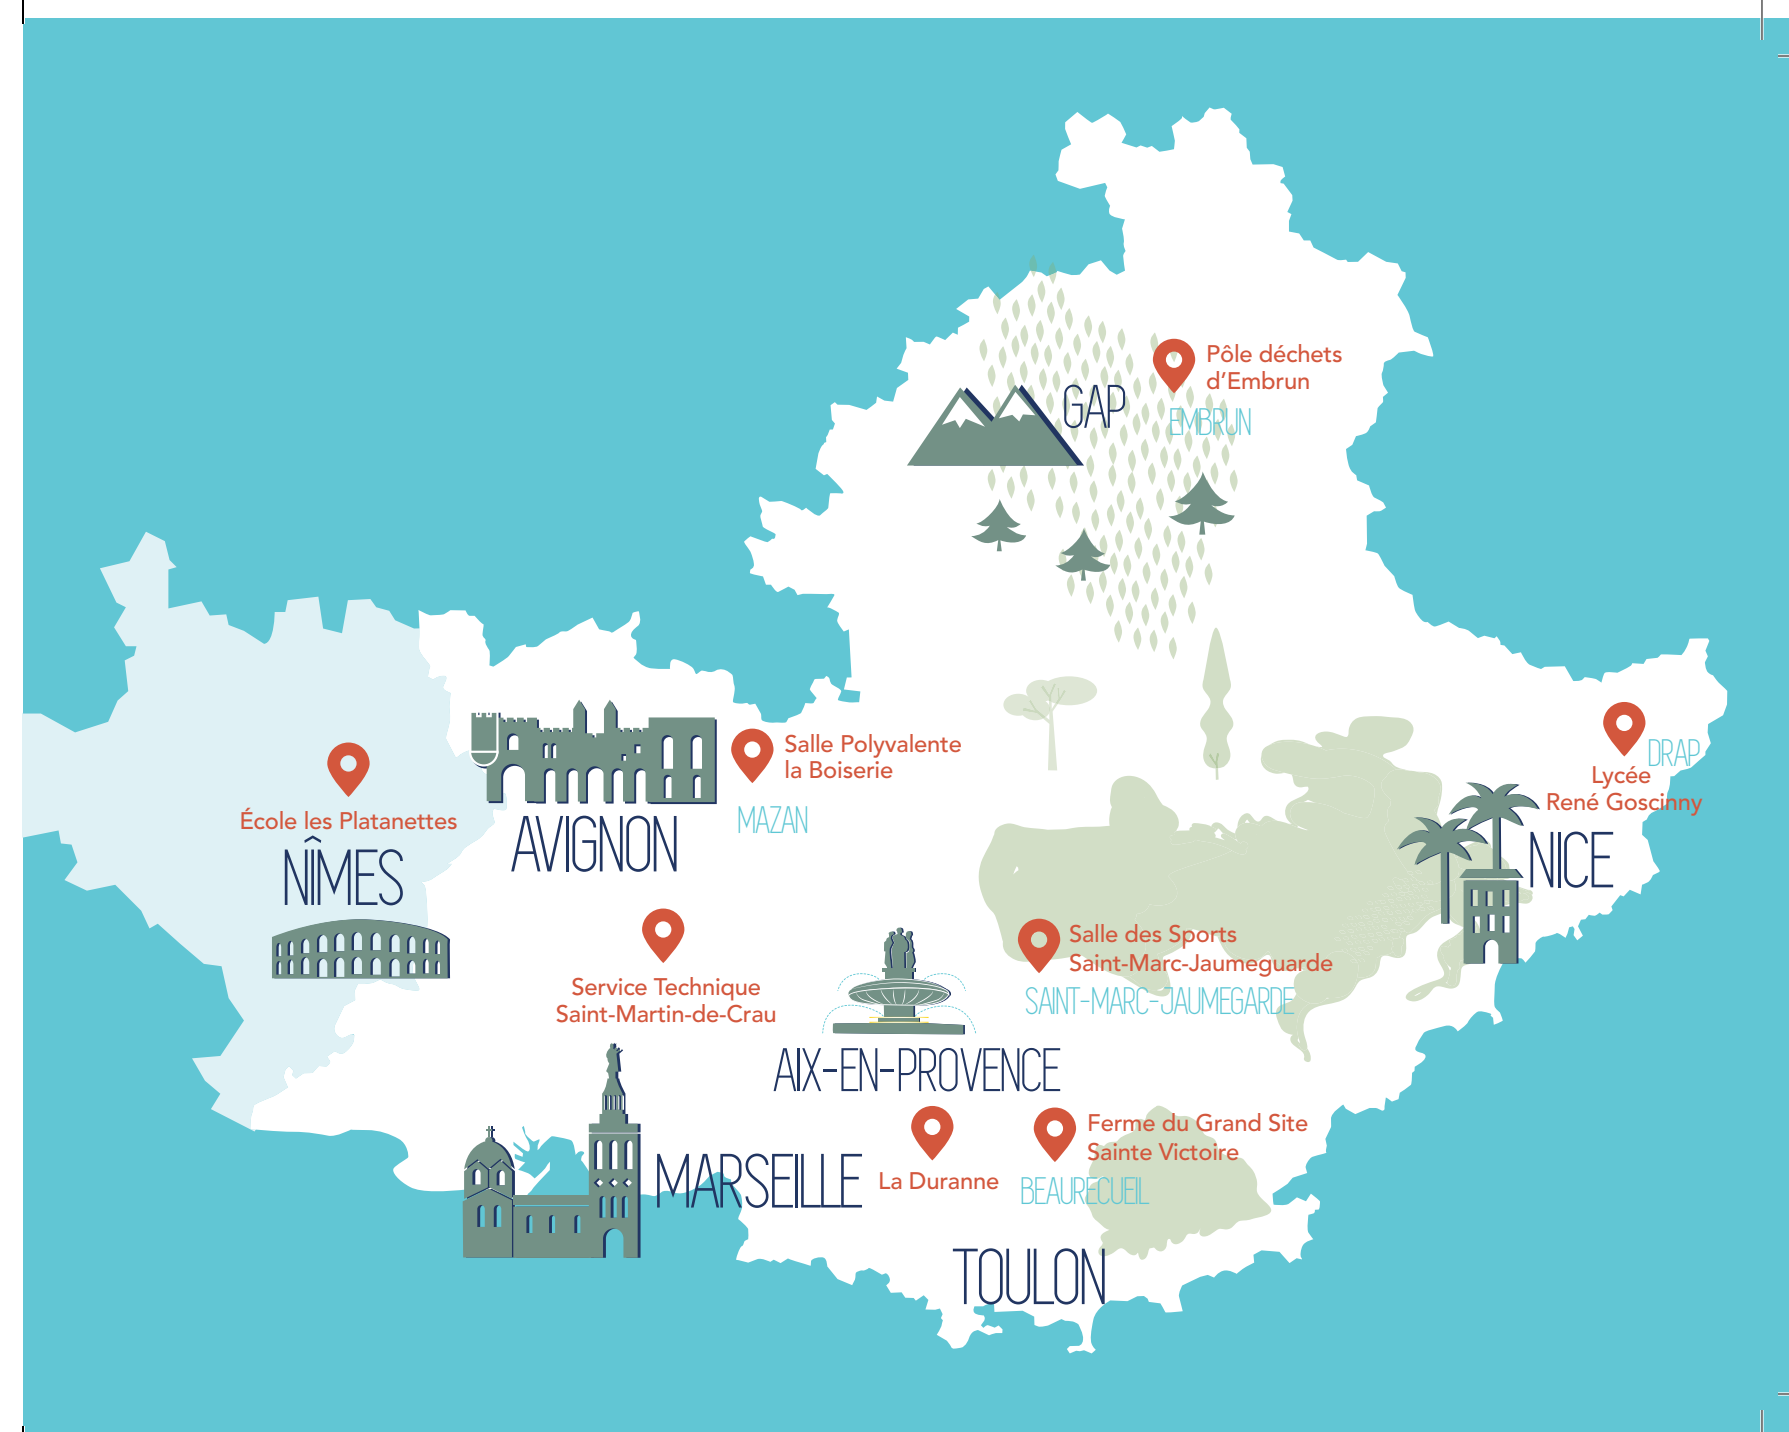 Pôle déchets
d'Embrun
GAP
EMBRUN
Salle Polyvalente
la Boiserie
MAZAN
DRAP
Lycée
René Goscinny
École les Platanettes
NÎMES
AVIGNON
NICE
Salle des Sports
Saint-Marc-Jaumeguarde
SAINT-MARC-JAUMEGARDE
Service Technique
Saint-Martin-de-Crau
AIX-EN-PROVENCE
Ferme du Grand Site
Sainte Victoire
MARSEILLE
La Duranne
BEAURECUEIL
TOULON